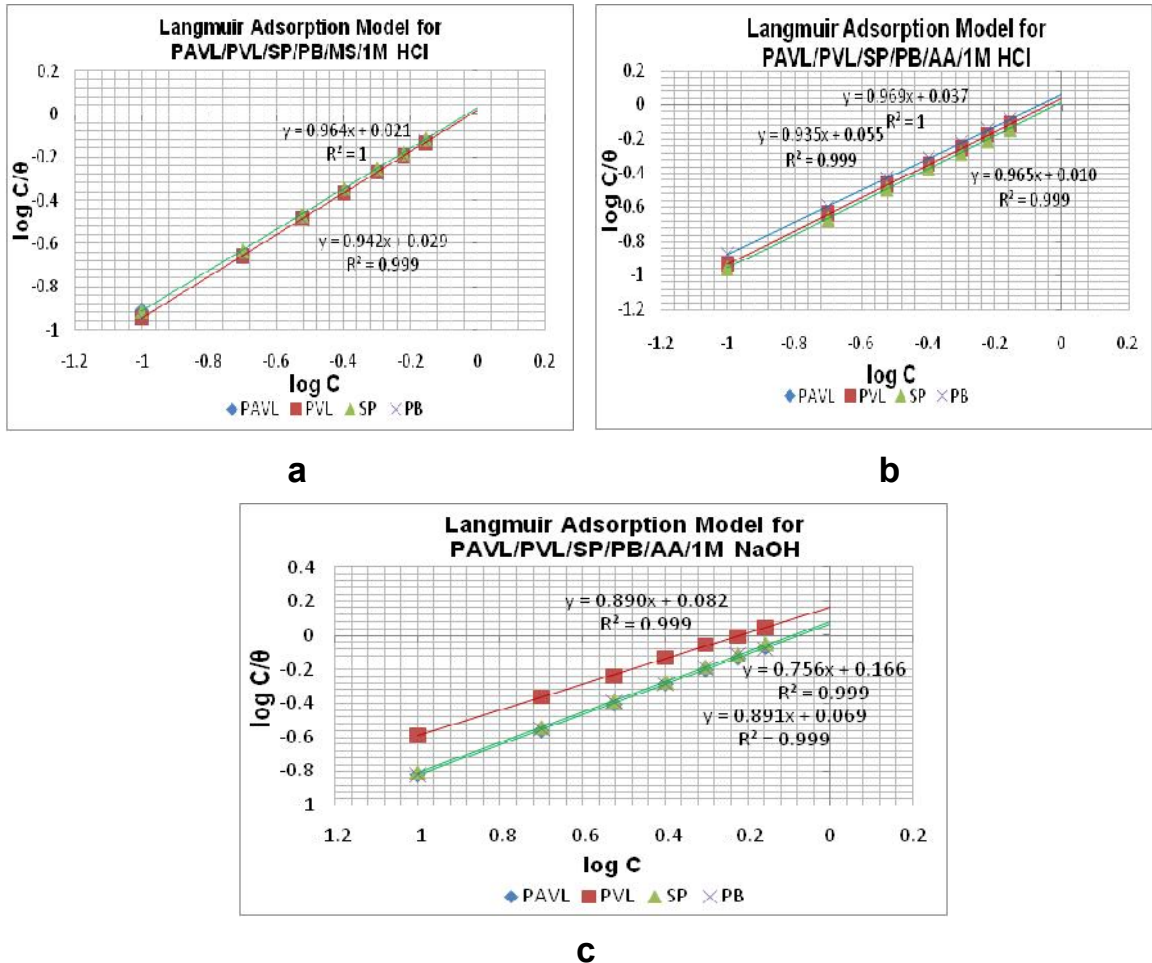 Langmuir Adsorption Model for
PAVL/PVL/SP/PB/MS/1M HCl
0.2
0
-0.2
-0.4
-0.6
-0.8
-1
log C/θ
y = 0.964x + 0.021
R² = 1
y = 0.942x + 0.029
R² = 0.999
-1.2 -1 -0.8 -0.6 -0.4 -0.2 0 0.2
log C
PAVL PVL SP PB
a
Langmuir Adsorption Model for
PAVL/PVL/SP/PB/AA/1M HCl
0.2
0
-0.2
-0.4
-0.6
-0.8
-1
-1.2
log C/θ
y = 0.969x + 0.037
R² = 1
y = 0.935x + 0.055
R² = 0.999
y = 0.965x + 0.010
R² = 0.999
-1.2 -1 -0.8 -0.6 -0.4 -0.2 0 0.2
log C
PAVL PVL SP PB
b
Langmuir Adsorption Model for
PAVL/PVL/SP/PB/AA/1M NaOH
0.4
0.2
0
-0.2
-0.4
-0.6
-0.8
1
log C/θ
y = 0.890x + 0.082
R² = 0.999
y = 0.756x + 0.166
R² = 0.999
y = 0.891x + 0.069
R² = 0.999
1.2 1 0.8 0.6 0.4 0.2 0 0.2
log C
PAVL PVL SP PB
c